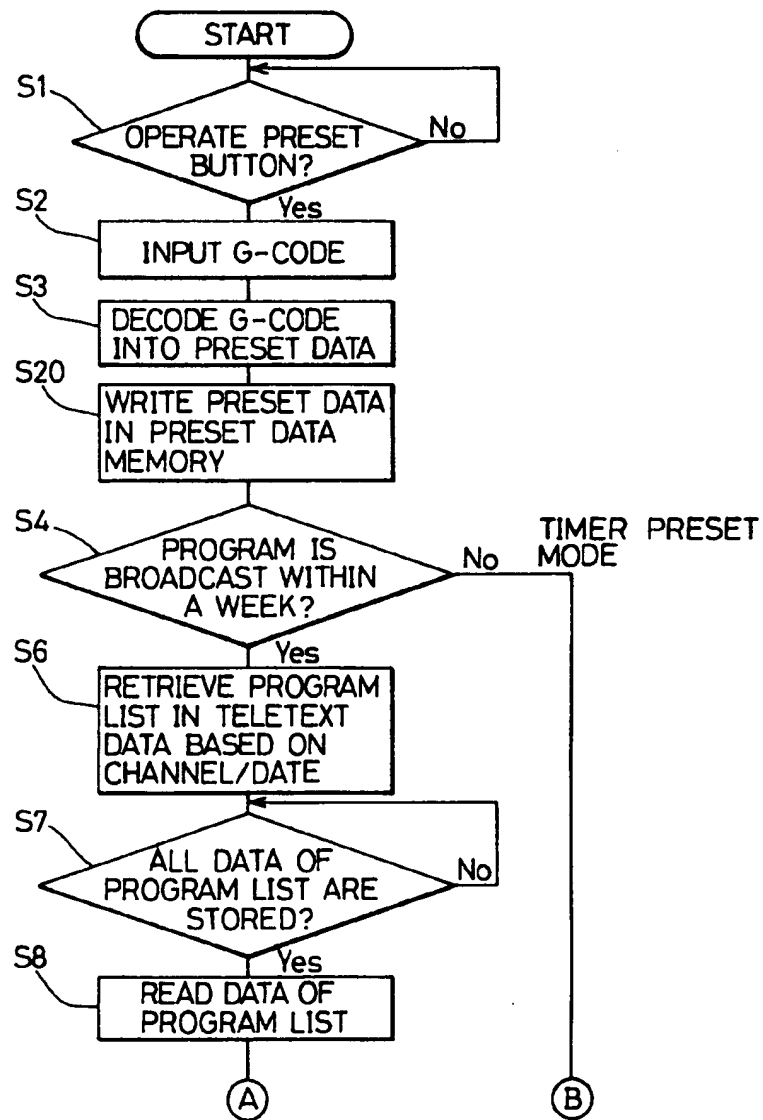 START
S1
OPERATE PRESET
BUTTON?
No
Yes
S2
INPUT G-CODE
S3
DECODE G-CODE
INTO PRESET DATA
S20
WRITE PRESET DATA
IN PRESET DATA
MEMORY
S4
PROGRAM IS
BROADCAST WITHIN
A WEEK?
No
TIMER PRESET
MODE
Yes
S6
RETRIEVE PROGRAM
LIST IN TELETEXT
DATA BASED ON
CHANNEL/DATE
S7
ALL DATA OF
PROGRAM LIST ARE
STORED?
No
Yes
S8
READ DATA OF
PROGRAM LIST
A
B